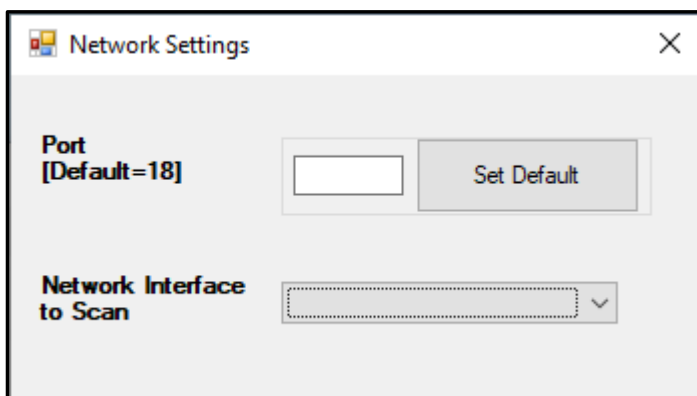 Network Settings
Port
[Default=18]
Set Default
Network Interface
to Scan